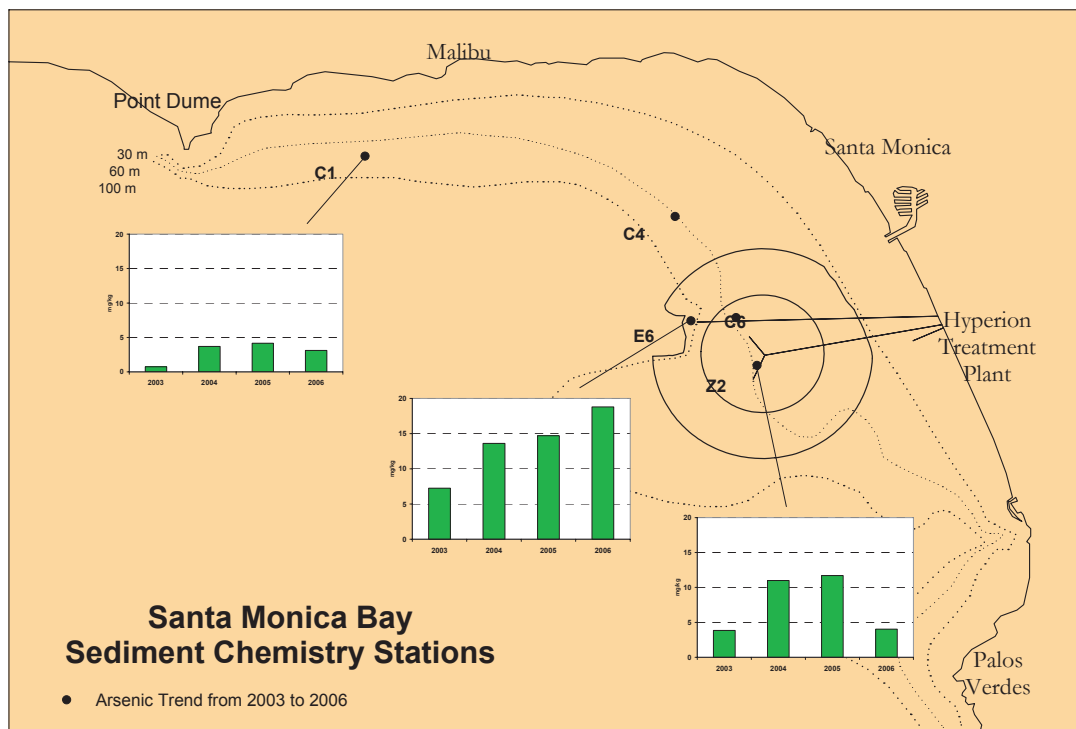 Malibu
Point Dume
Santa Monica
30 m
60 m
100 m
C1
C4
E6
C6
Z2
Hyperion
Treatment
Plant
20
15
10
5
0
mg/kg
2003 2004 2005 2006
20
15
10
5
0
mg/kg
2003 2004 2005 2006
20
15
10
5
0
mg/kg
2003 2004 2005 2006
Santa Monica Bay
Sediment Chemistry Stations
Arsenic Trend from 2003 to 2006
Palos
Verdes